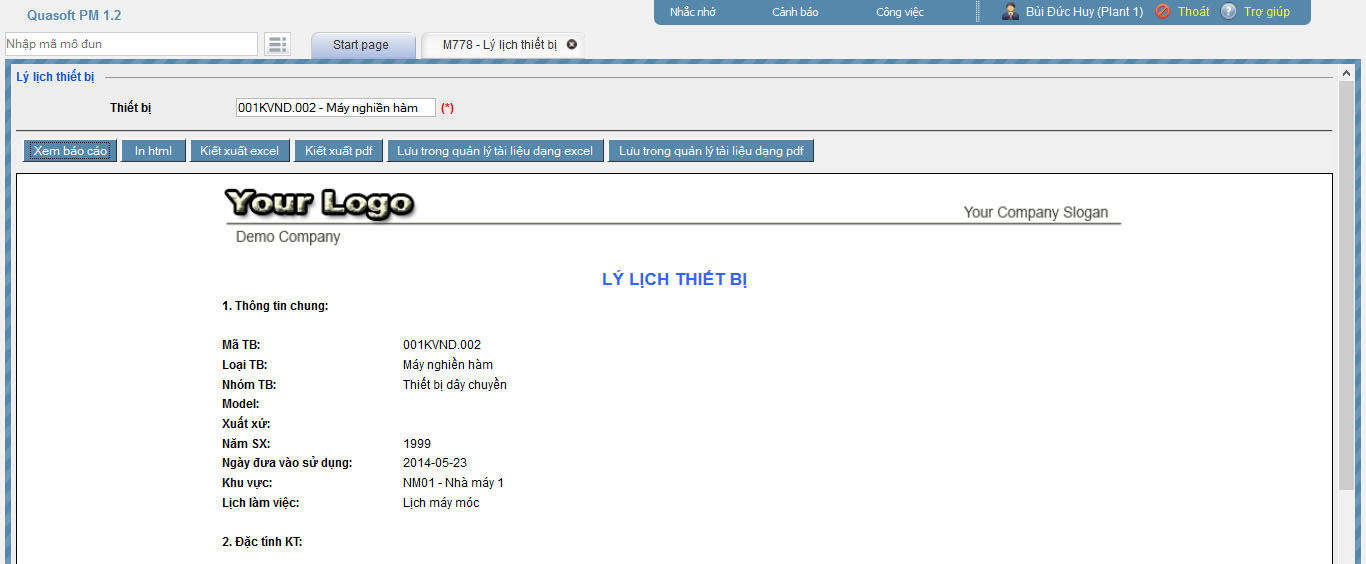 Quasoft PM 1.2
Nhắc nhở Cảnh báo Công việc Bùi Đức Huy (Plant 1) Thoát Trợ giúp
Nhập mã mô đun Start page M778 - Lý lịch thiết bị
Lý lịch thiết bị
Thiết bị 001KVND.002 - Máy nghiền hàm (*)
Xem báo cáo In html Kiết xuất excel Kiết xuất pdf Lưu trong quản lý tài liệu dạng excel Lưu trong quản lý tài liệu dạng pdf
Your Logo
Your Company Slogan
Demo Company
LÝ LỊCH THIẾT BỊ
1. Thông tin chung:
Mã TB: 001KVND.002
Loại TB: Máy nghiền hàm
Nhóm TB: Thiết bị dây chuyền
Model:
Xuất xứ:
Năm SX: 1999
Ngày đưa vào sử dụng: 2014-05-23
Khu vực: NM01 - Nhà máy 1
Lịch làm việc: Lịch máy móc
2. Đặc tính KT: